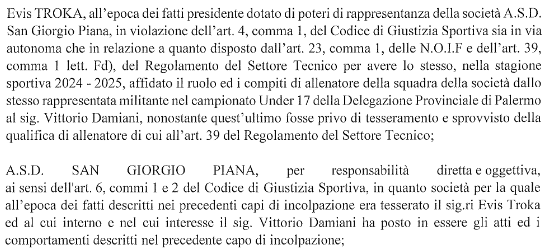 Evis TROKA, all'epoca dei fatti presidente dotato di poteri di rappresentanza della società A.S.D.
San Giorgio Piana, in violazione dell'art. 4, comma 1, del Codice di Giustizia Sportiva sia in via
autonoma che in relazione a quanto disposto dall'art. 23, comma 1, delle N.O.I.F e dell'art. 39,
comma 1 lett. Fd), del Regolamento del Settore Tecnico per avere lo stesso, nella stagione
sportiva 2024 - 2025, affidato il ruolo ed i compiti di allenatore della squadra della società dallo
stesso rappresentata militante nel campionato Under 17 della Delegazione Provinciale di Palermo
al sig. Vittorio Damiani, nonostante quest'ultimo fosse privo di tesseramento e sprovvisto della
qualifica di allenatore di cui all'art. 39 del Regolamento del Settore Tecnico;
A.S.D. SAN GIORGIO PIANA, per responsabilità diretta e oggettiva,
ai sensi dell'art. 6, commi 1 e 2 del Codice di Giustizia Sportiva, in quanto società per la quale
all'epoca dei fatti descritti nei precedenti capi di incolpazione era tesserato il sig.ri Evis Troka
ed al cui interno e nel cui interesse il sig. Vittorio Damiani ha posto in essere gli atti ed i
comportamenti descritti nel precedente capo di incolpazione;